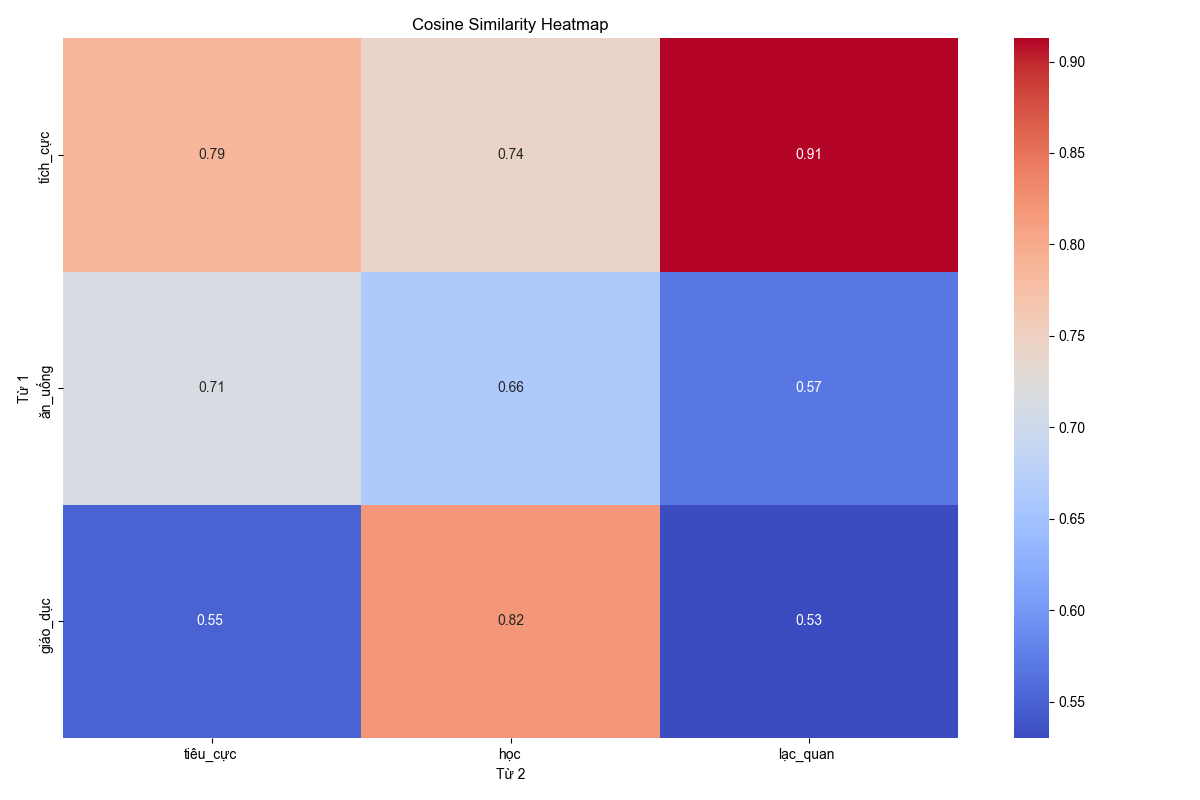 Cosine Similarity Heatmap
Từ 1
tích_cực
0.79
0.74
0.91
ăn_uống
0.71
0.66
0.57
giáo_dục
0.55
0.82
0.53
tiêu_cực
học
lạc_quan
Từ 2
0.90
0.85
0.80
0.75
0.70
0.65
0.60
0.55